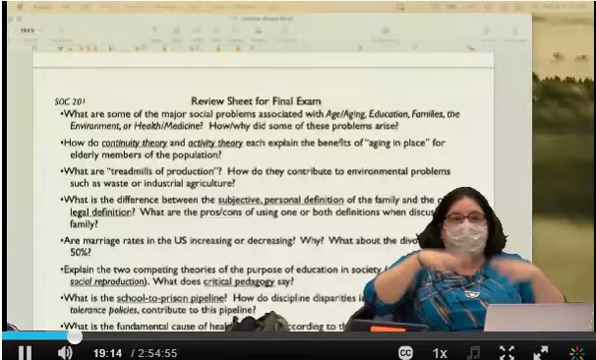 SOC 201
Review Sheet for Final Exam
•What are some of the major social problems associated with Age/Aging, Education, Families, the
Environment, or Health/Medicine? How/why did some of these problems arise?
•How do continuity theory and activity theory each explain the benefits of "aging in place" for
elderly members of the population?
•What are "treadmills of production"? How do they contribute to environmental problems
such as waste or industrial agriculture?
•What is the difference between the subjective, personal definition of the family and the
legal definition? What are the pros/cons of using one or both definitions when
family?
•Are marriage rates in the US increasing or decreasing? Why? What about the
50%?
•Explain the two competing theories of the purpose of education in society
social reproduction). What does critical pedagogy say?
•What is the school-to-prison pipeline? How do discipline disparities
tolerance policies, contribute to this pipeline?
•What is the fundamental cause of
19:14 / 2:54:55
CC
1x